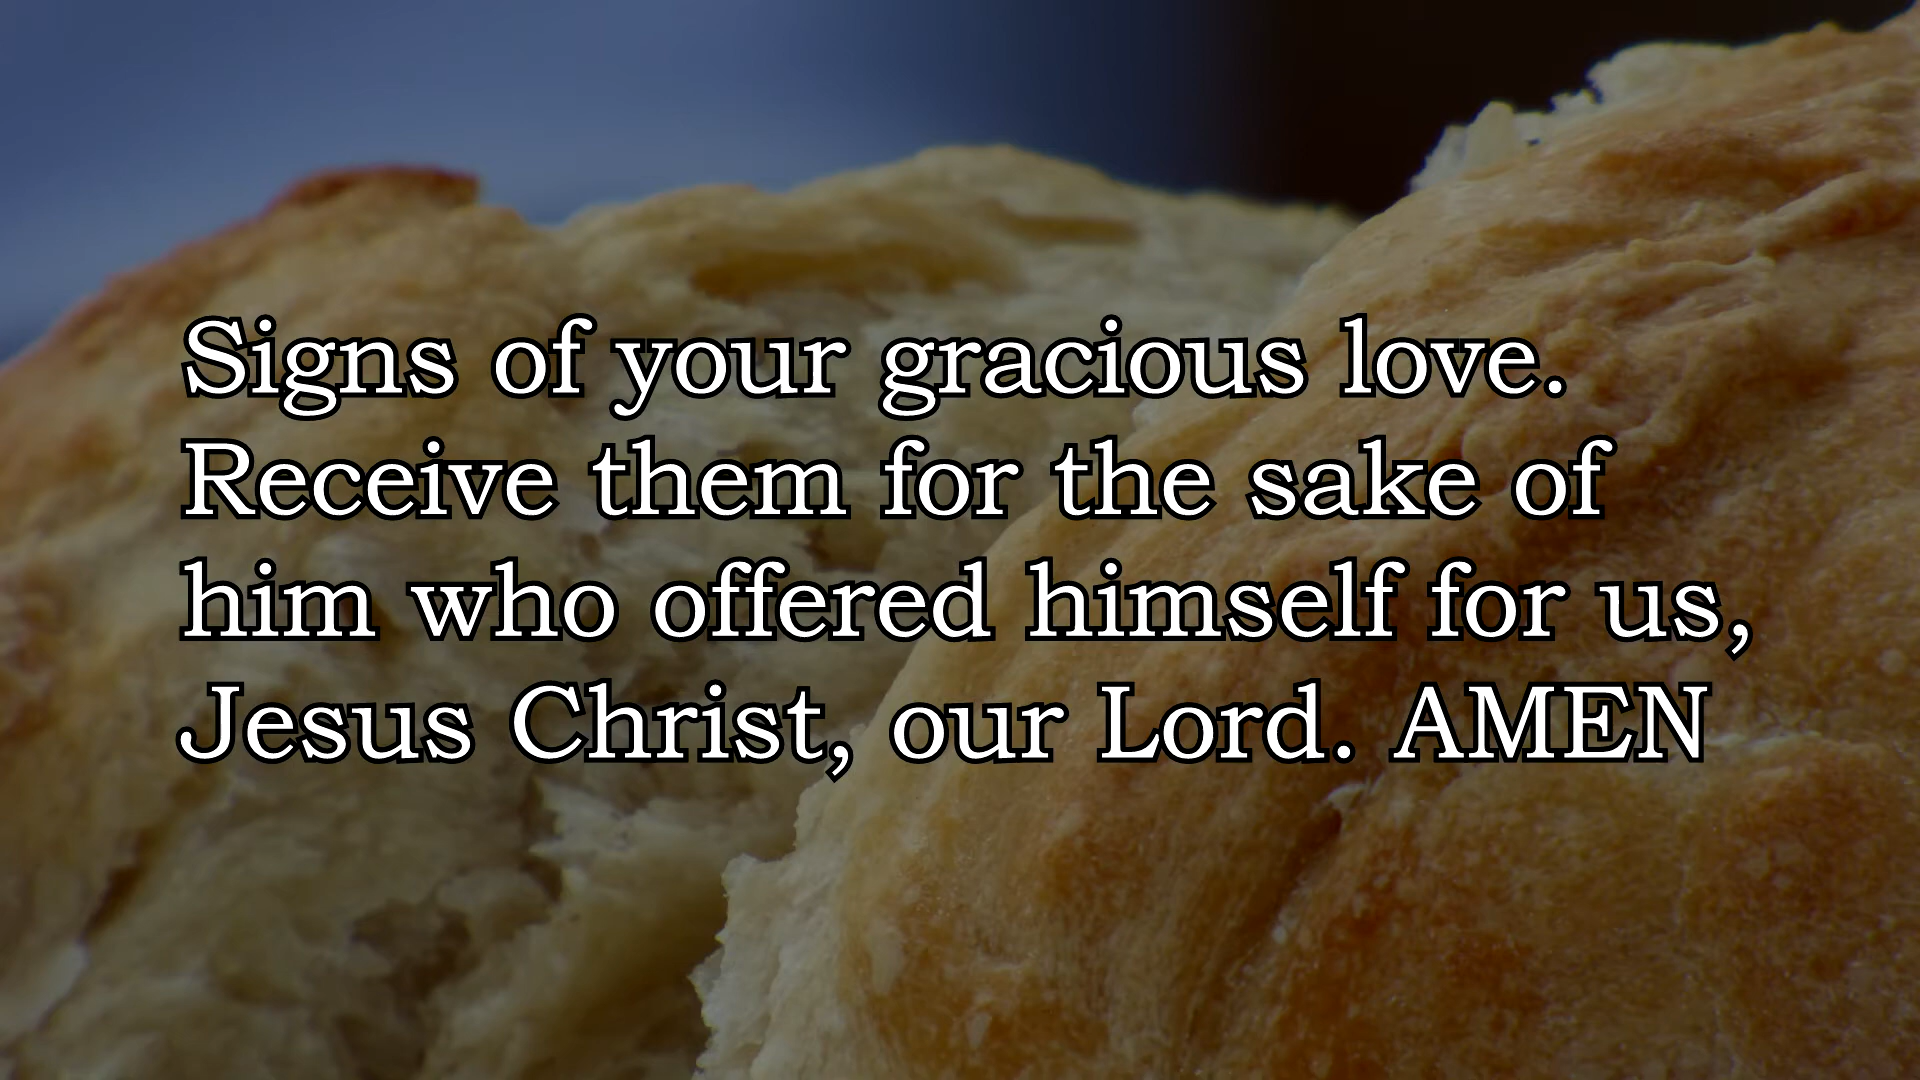 Signs of your gracious love.
Receive them for the sake of
him who offered himself for us,
Jesus Christ, our Lord. AMEN